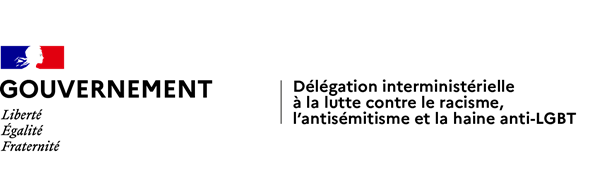 GOUVERNEMENT
Liberté
Égalité
Fraternité
Délégation interministérielle
à la lutte contre le racisme,
l'antisémitisme et la haine anti-LGBT